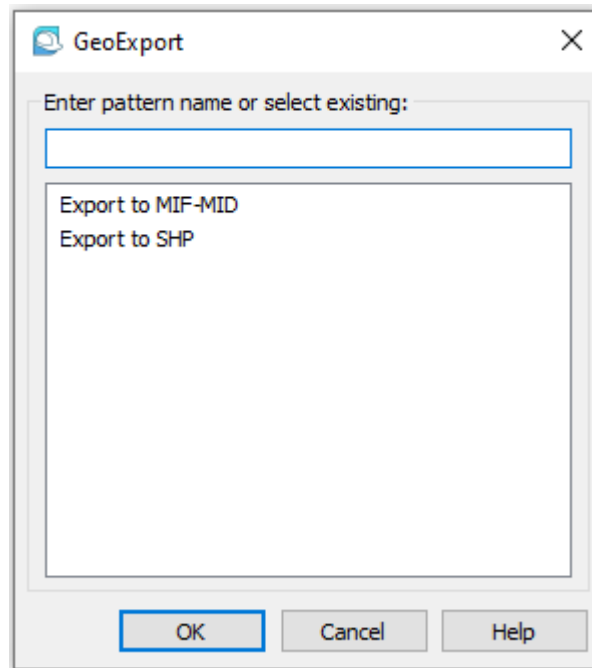 GeoExport
Enter pattern name or select existing:
Export to MIF-MID
Export to SHP
OK Cancel Help